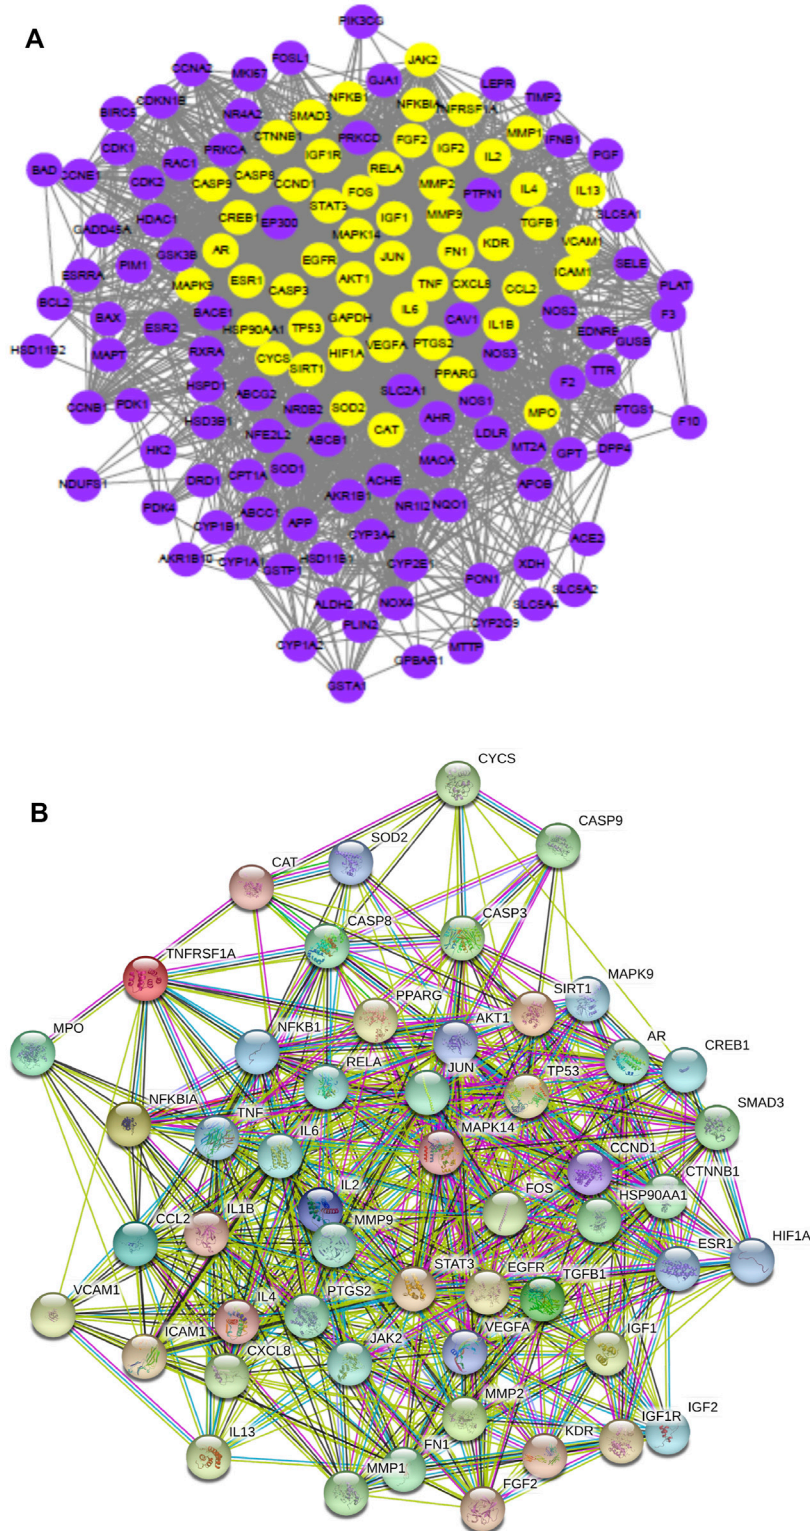 A
PIK3CG
JAK2
FOSL1
CCNA2
MKI67
GJA1
LEPR
CDKN1B
NFKB1
NFKBIA
TNFRSF1A
TIMP2
BIRC5
NR4A2
SMAD3
CTNNB1
PRKCD
FGF2
IGF2
MMP1
IFNB1
CDK1
RAC1
PRKCA
IGF1R
RELA
IL2
PGF
BAD
CCNE1
CDK2
CASP9
CASP8
CCND1
FOS
MMP2
PTPN1
IL4
IL13
HDAC1
CREB1
EP300
STAT3
IGF1
MMP9
TGFB1
SLC5A1
GADD45A
MAPK14
KDR
VCAM1
GSK3B
AR
EGFR
JUN
FN1
ESRRA
PIM1
MAPK9
ESR1
CASP3
AKT1
TNF
CXCL8
CCL2
ICAM1
SELE
PLAT
BCL2
BAX
ESR2
BACE1
HSP90AA1
TP53
GAPDH
IL6
CAV1
IL1B
NOS2
EDNRB
F3
HSD11B2
MAPT
RXRA
CYCS
SIRT1
HIF1A
VEGFA
PTGS2
NOS3
GUSB
CCNB1
PDK1
HSPD1
ABCG2
NR0B2
SLC2A1
PPARG
NOS1
F2
TTR
HSD3B1
NFE2L2
ABCB1
SOD2
CAT
AHR
LDLR
MPO
MT2A
PTGS1
F10
HK2
DRD1
CPT1A
SOD1
ACHE
MAOA
GPT
DPP4
NDUFS1
PDK4
ABCC1
AKR1B1
NR1I2
NQO1
APOB
CYP1B1
APP
CYP3A4
ACE2
AKR1B10
CYP1A1
GSTP1
HSD11B1
CYP2E1
PON1
XDH
ALDH2
NOX4
SLC5A4
SLC5A2
PLIN2
CYP2C9
CYP1A2
GPBAR1
MTTP
GSTA1
B
CYCS
CASP9
SOD2
CAT
CASP8
CASP3
TNFRSF1A
MAPK9
SIRT1
PPARG
AKT1
MPO
NFKB1
AR
CREB1
RELA
JUN
TP53
NFKBIA
SMAD3
TNF
IL6
MAPK14
CCND1
CTNNB1
IL2
FOS
HSP90AA1
IL1B
MMP9
CCL2
HIF1A
ESR1
STAT3
EGFR
TGFB1
VCAM1
IL4
PTGS2
VEGFA
IGF1
ICAM1
JAK2
CXCL8
MMP2
IGF2
IGF1R
IL13
FN1
KDR
MMP1
FGF2